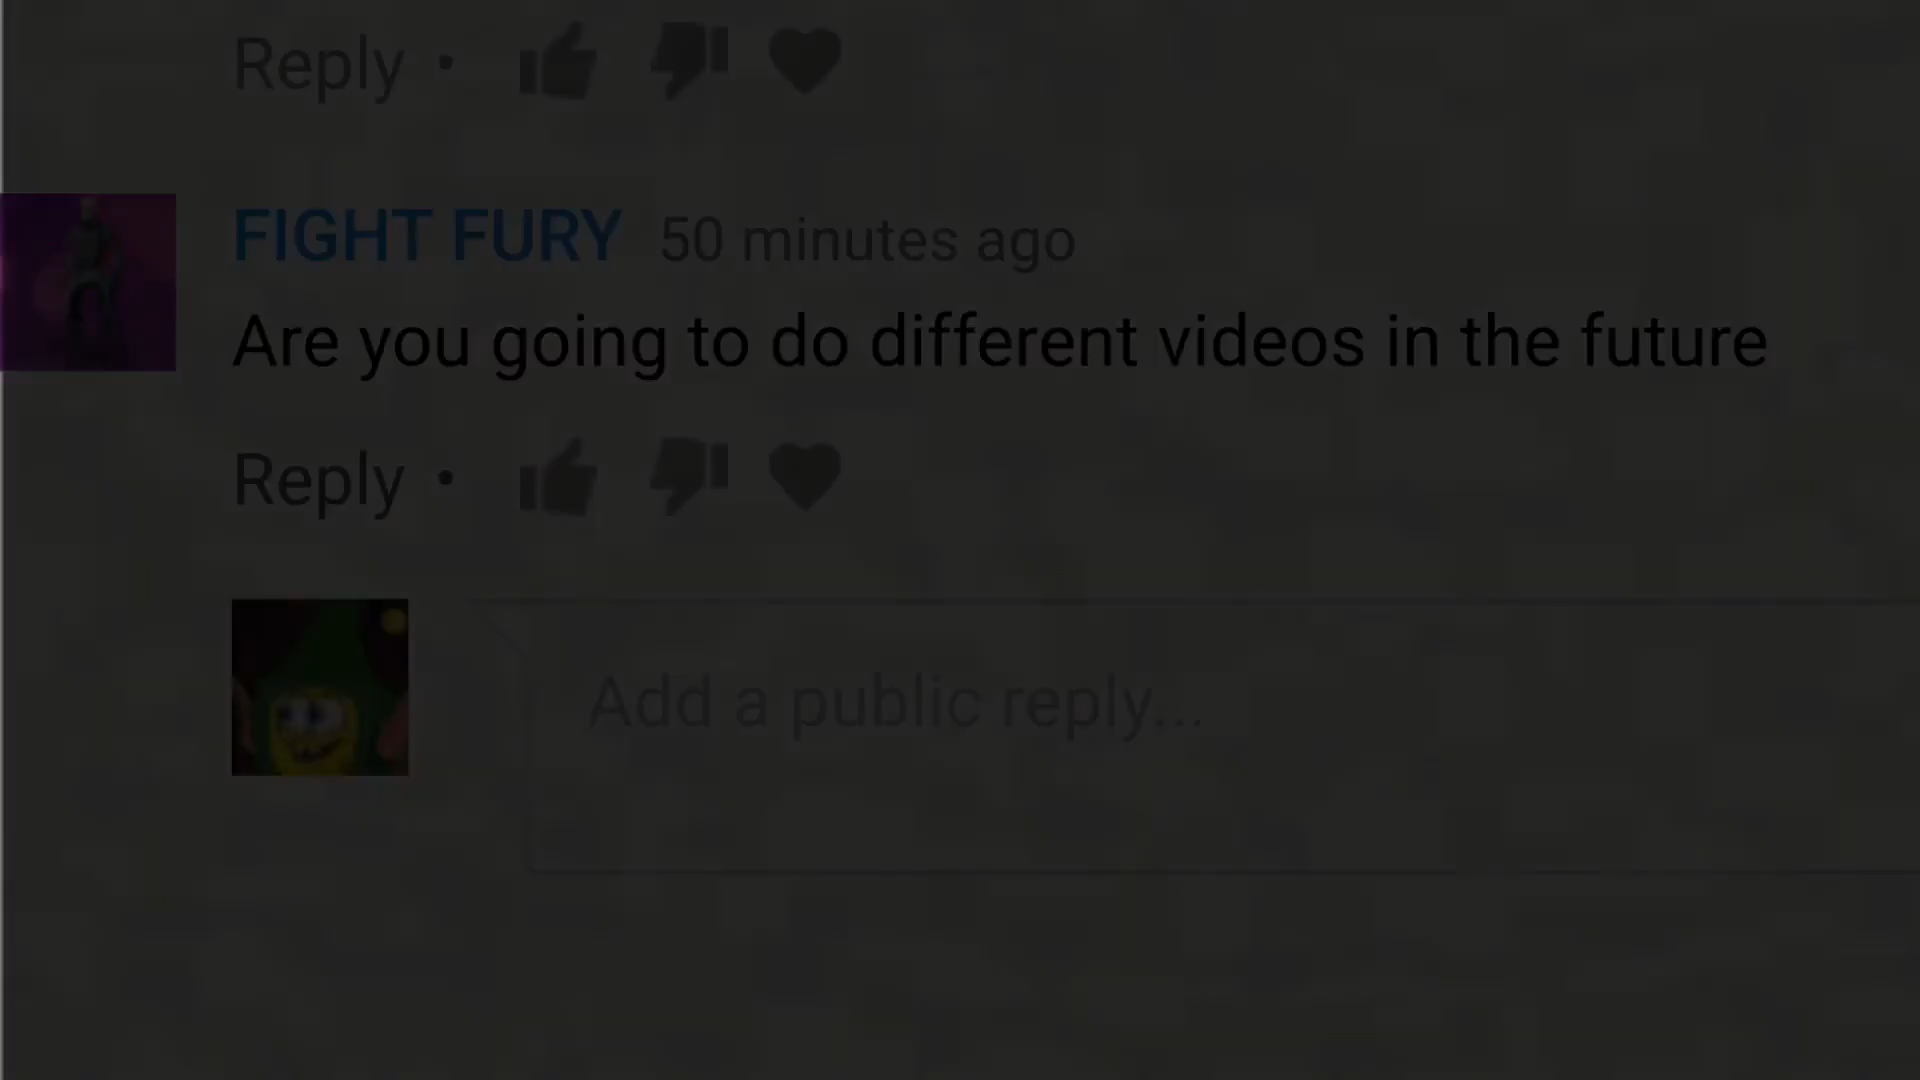 Reply •
FIGHT FURY 50 minutes ago
Are you going to do different videos in the future
Reply •
Add a public reply...